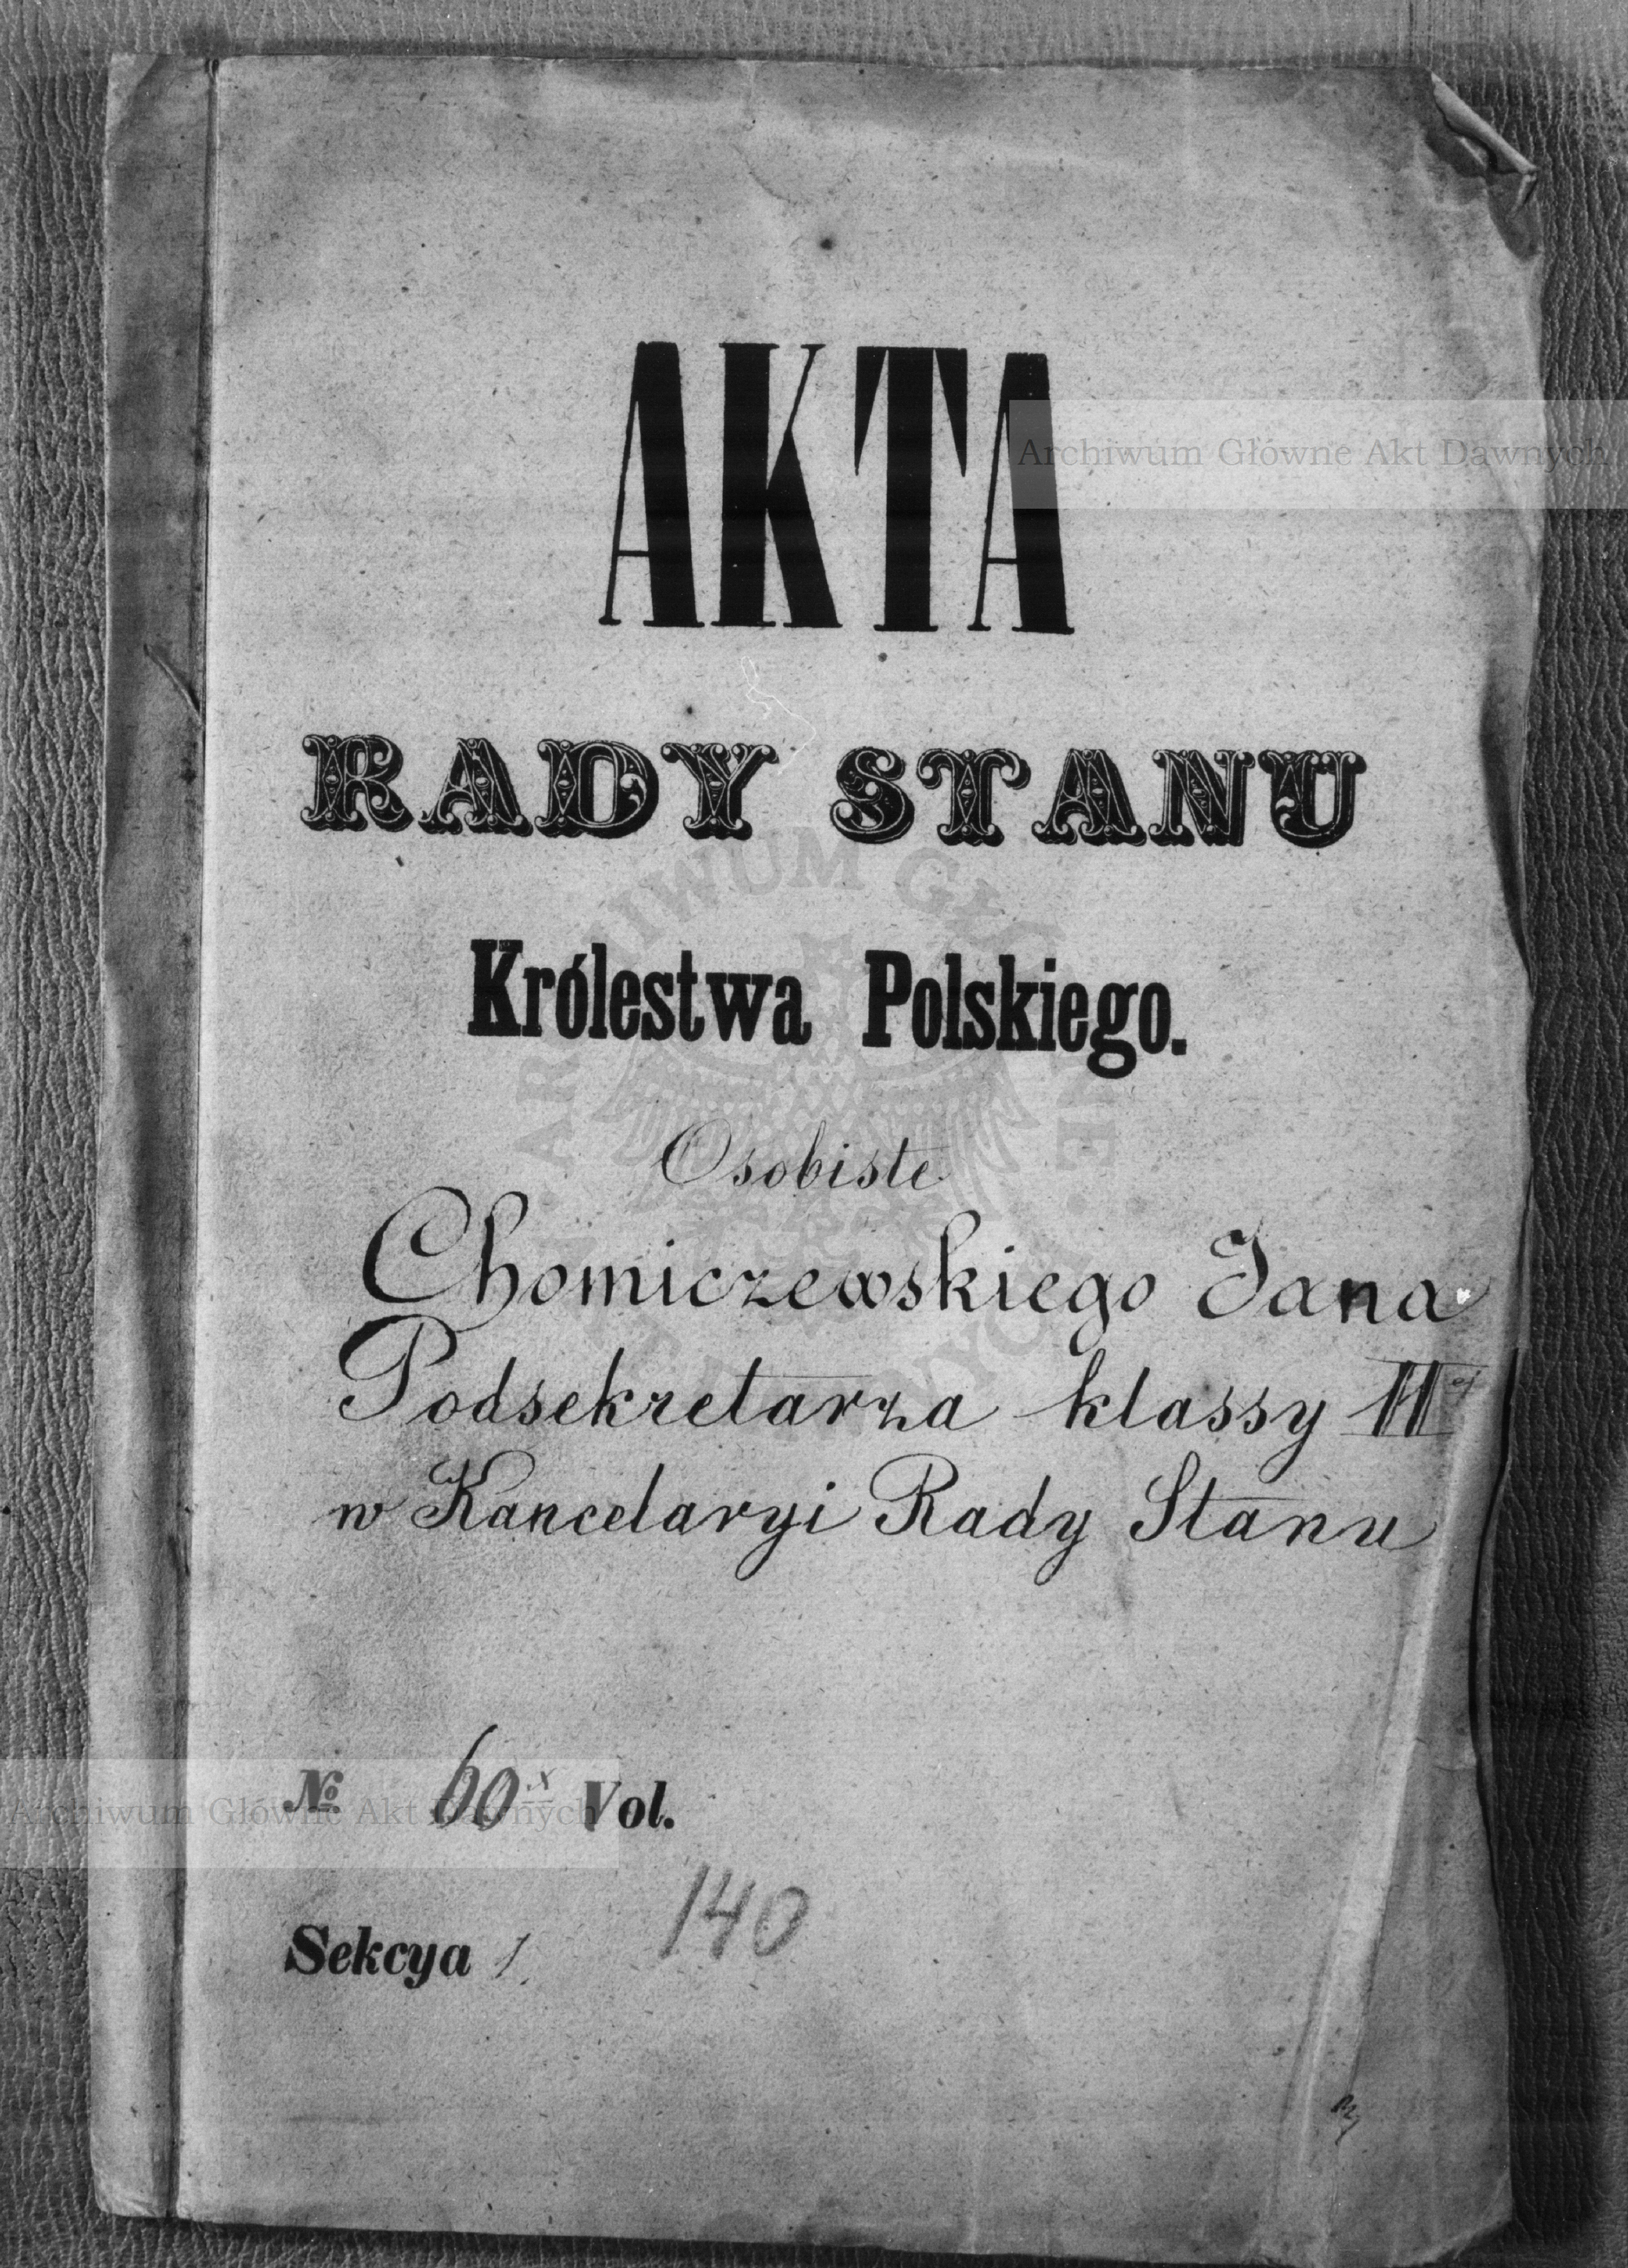 AKTA
Archiwum Główne Akt Dawnych
RADY STANU
Królestwa Polskiego.
Osobiste
Chomiczewskiego Jana
Podsekretarza klassy IIej
w Kancelaryi Rady Stanu
No 60 x Vol.
Archiwum Główne Akt Dawnych
Sekcya 1.
140